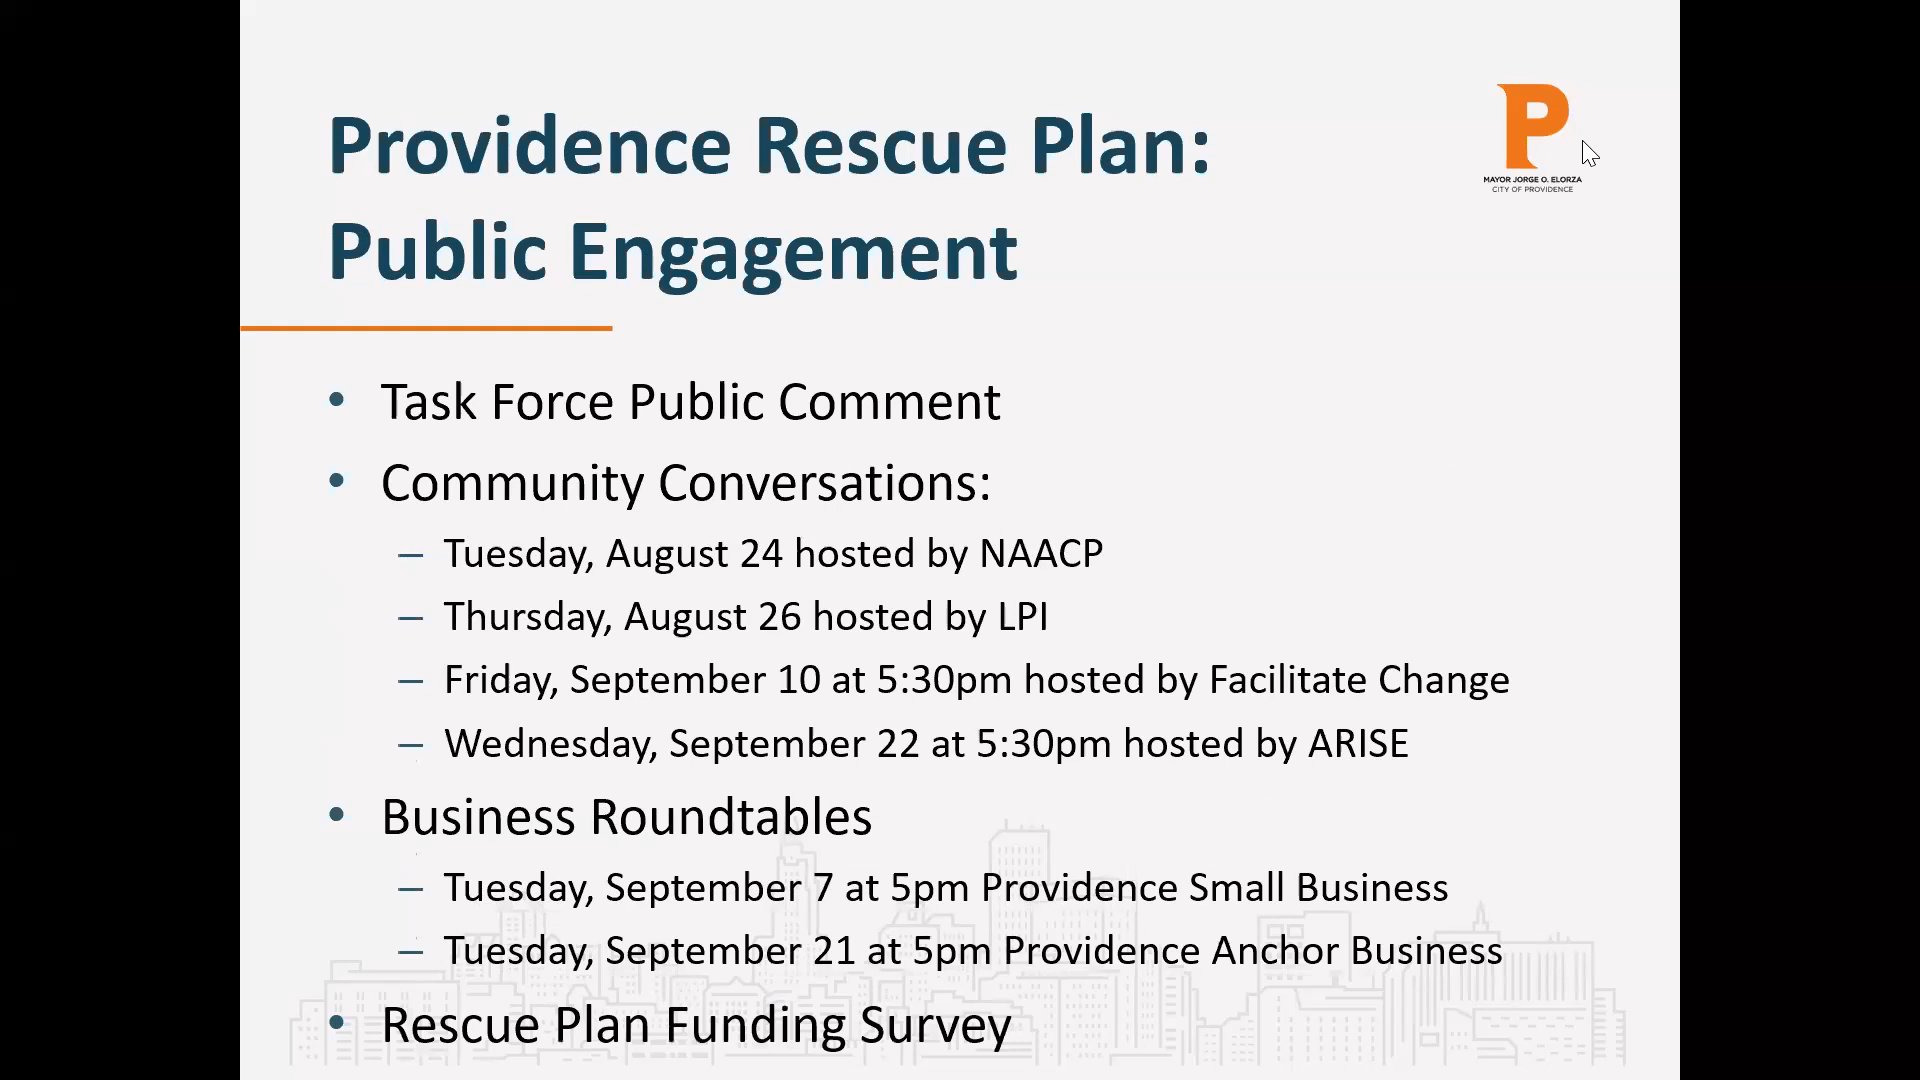 Providence Rescue Plan:
Public Engagement
MAYOR JORGE O. ELORZA
CITY OF PROVIDENCE
• Task Force Public Comment
• Community Conversations:
– Tuesday, August 24 hosted by NAACP
– Thursday, August 26 hosted by LPI
– Friday, September 10 at 5:30pm hosted by Facilitate Change
– Wednesday, September 22 at 5:30pm hosted by ARISE
• Business Roundtables
– Tuesday, September 7 at 5pm Providence Small Business
– Tuesday, September 21 at 5pm Providence Anchor Business
• Rescue Plan Funding Survey